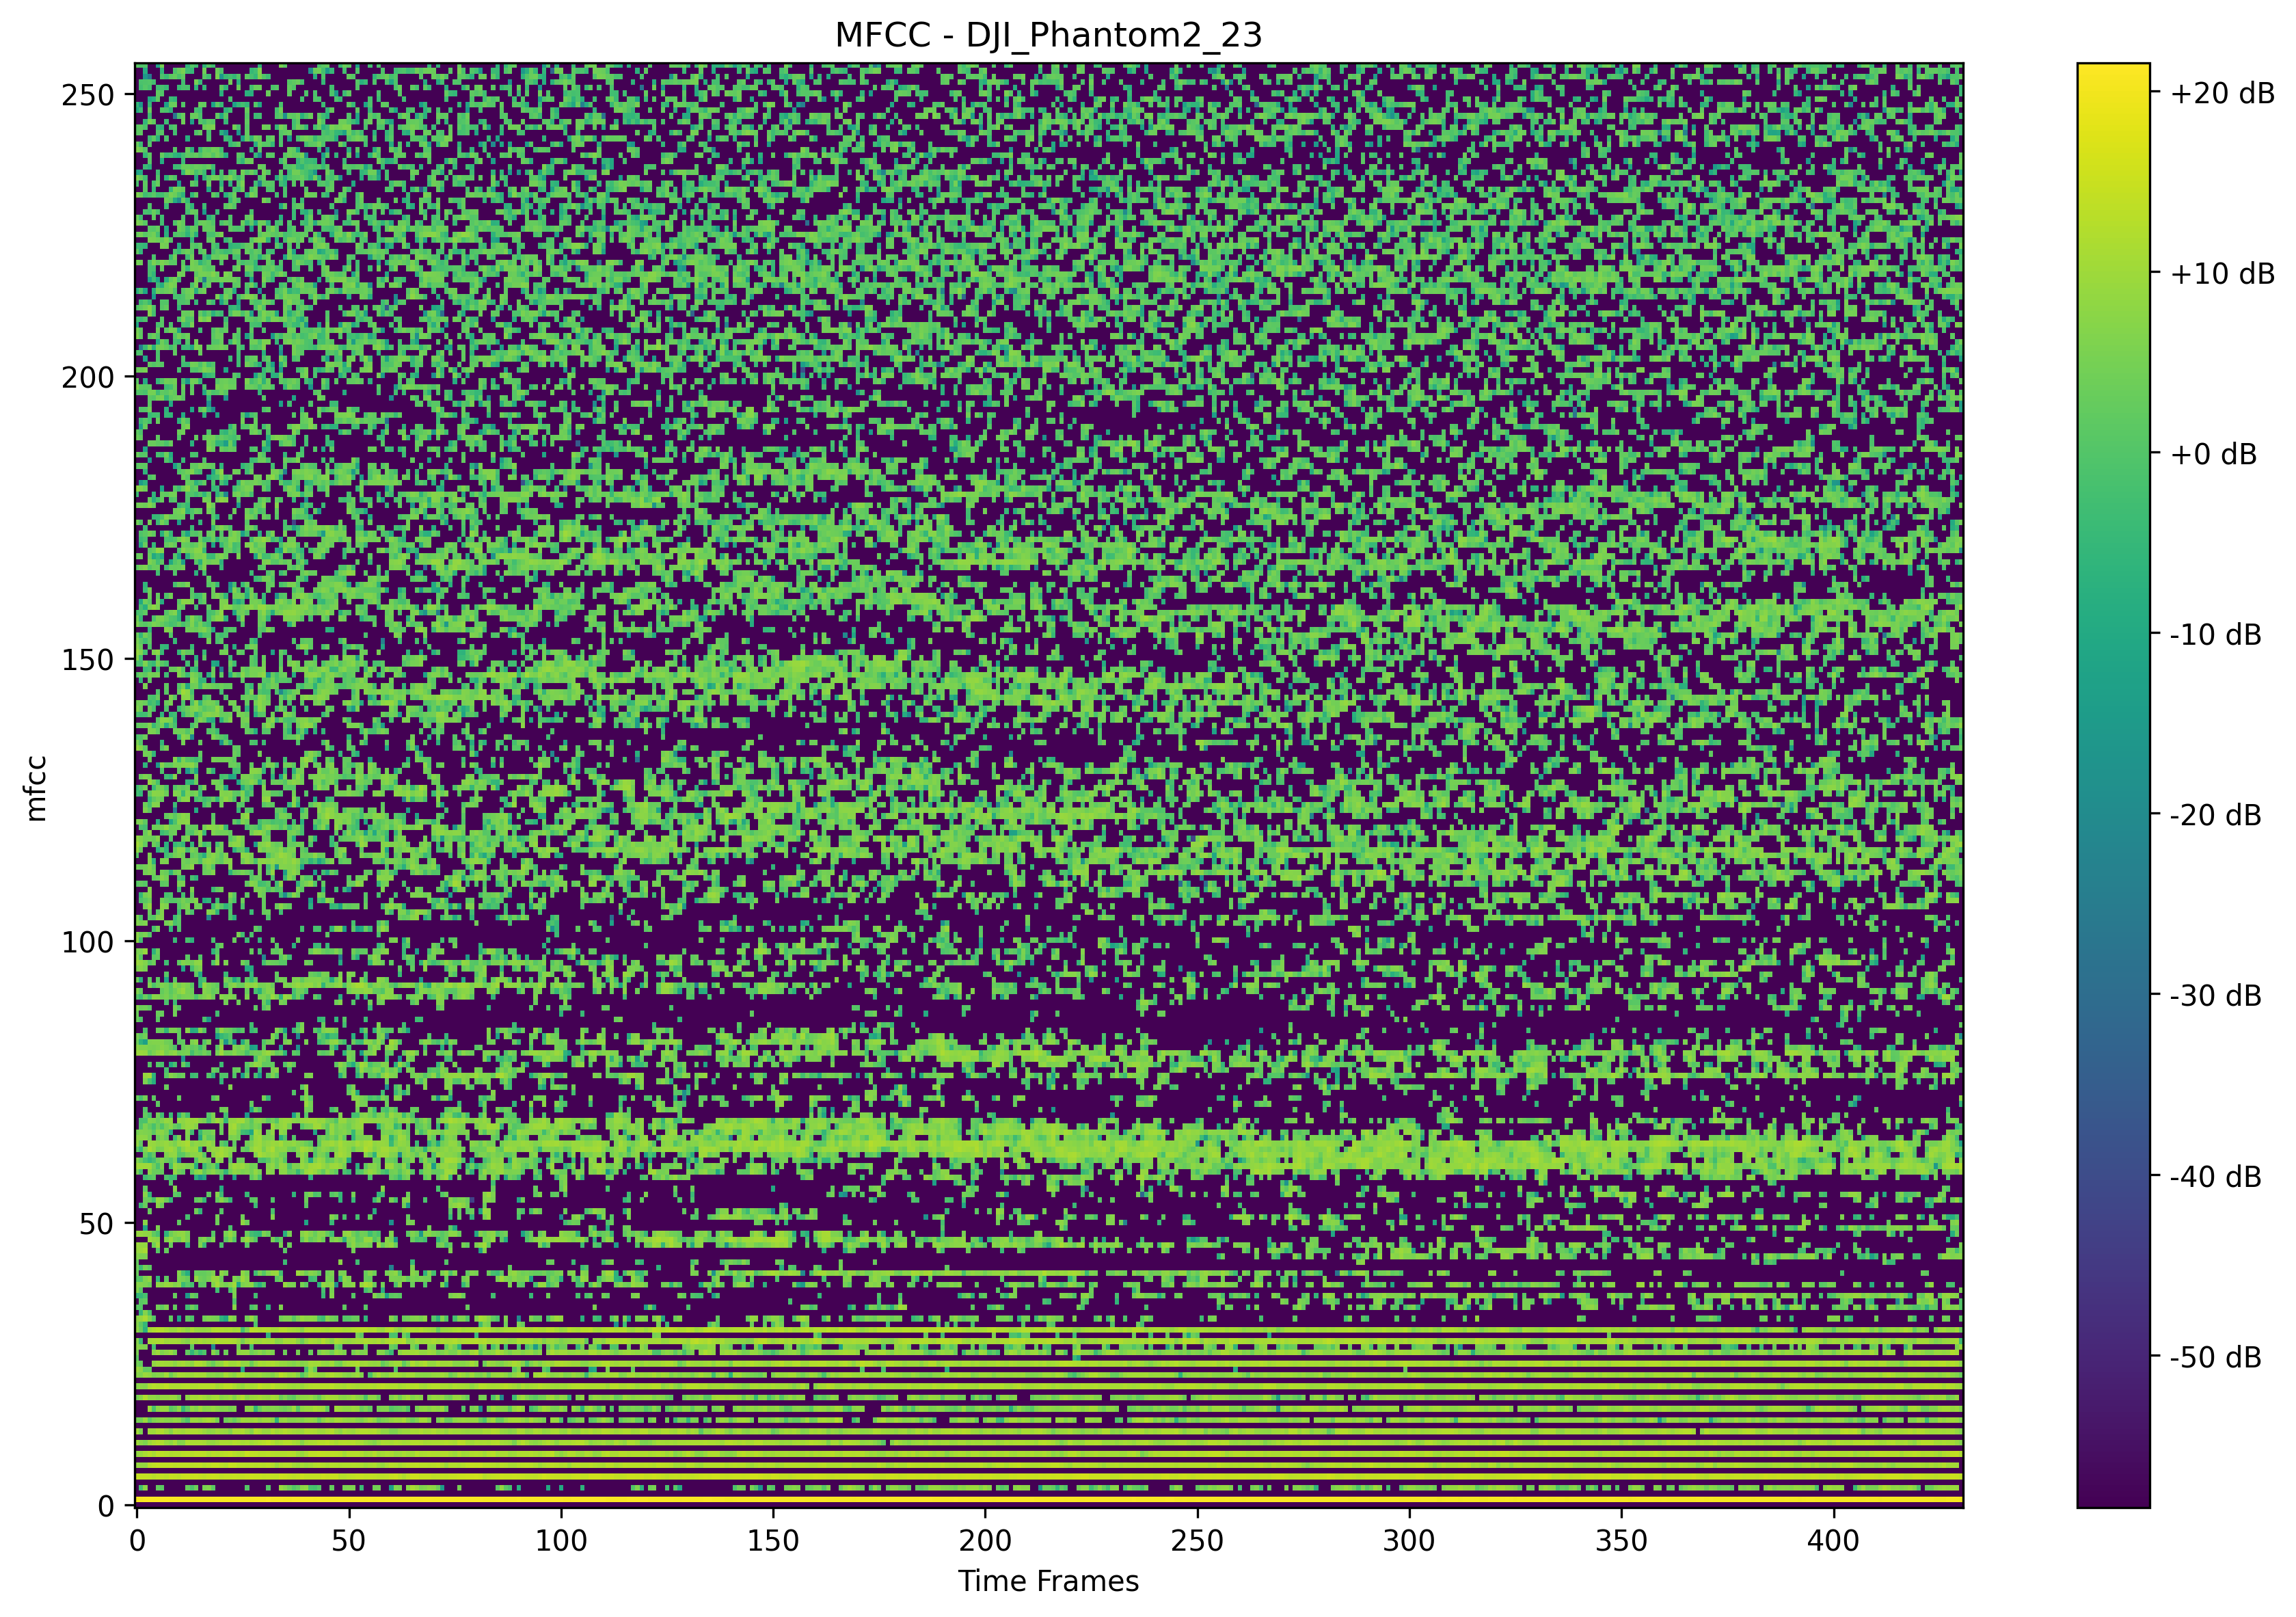 MFCC - DJI_Phantom2_23
mfcc
250
200
150
100
50
0
0 50 100 150 200 250 300 350 400
Time Frames
+20 dB
+10 dB
+0 dB
-10 dB
-20 dB
-30 dB
-40 dB
-50 dB